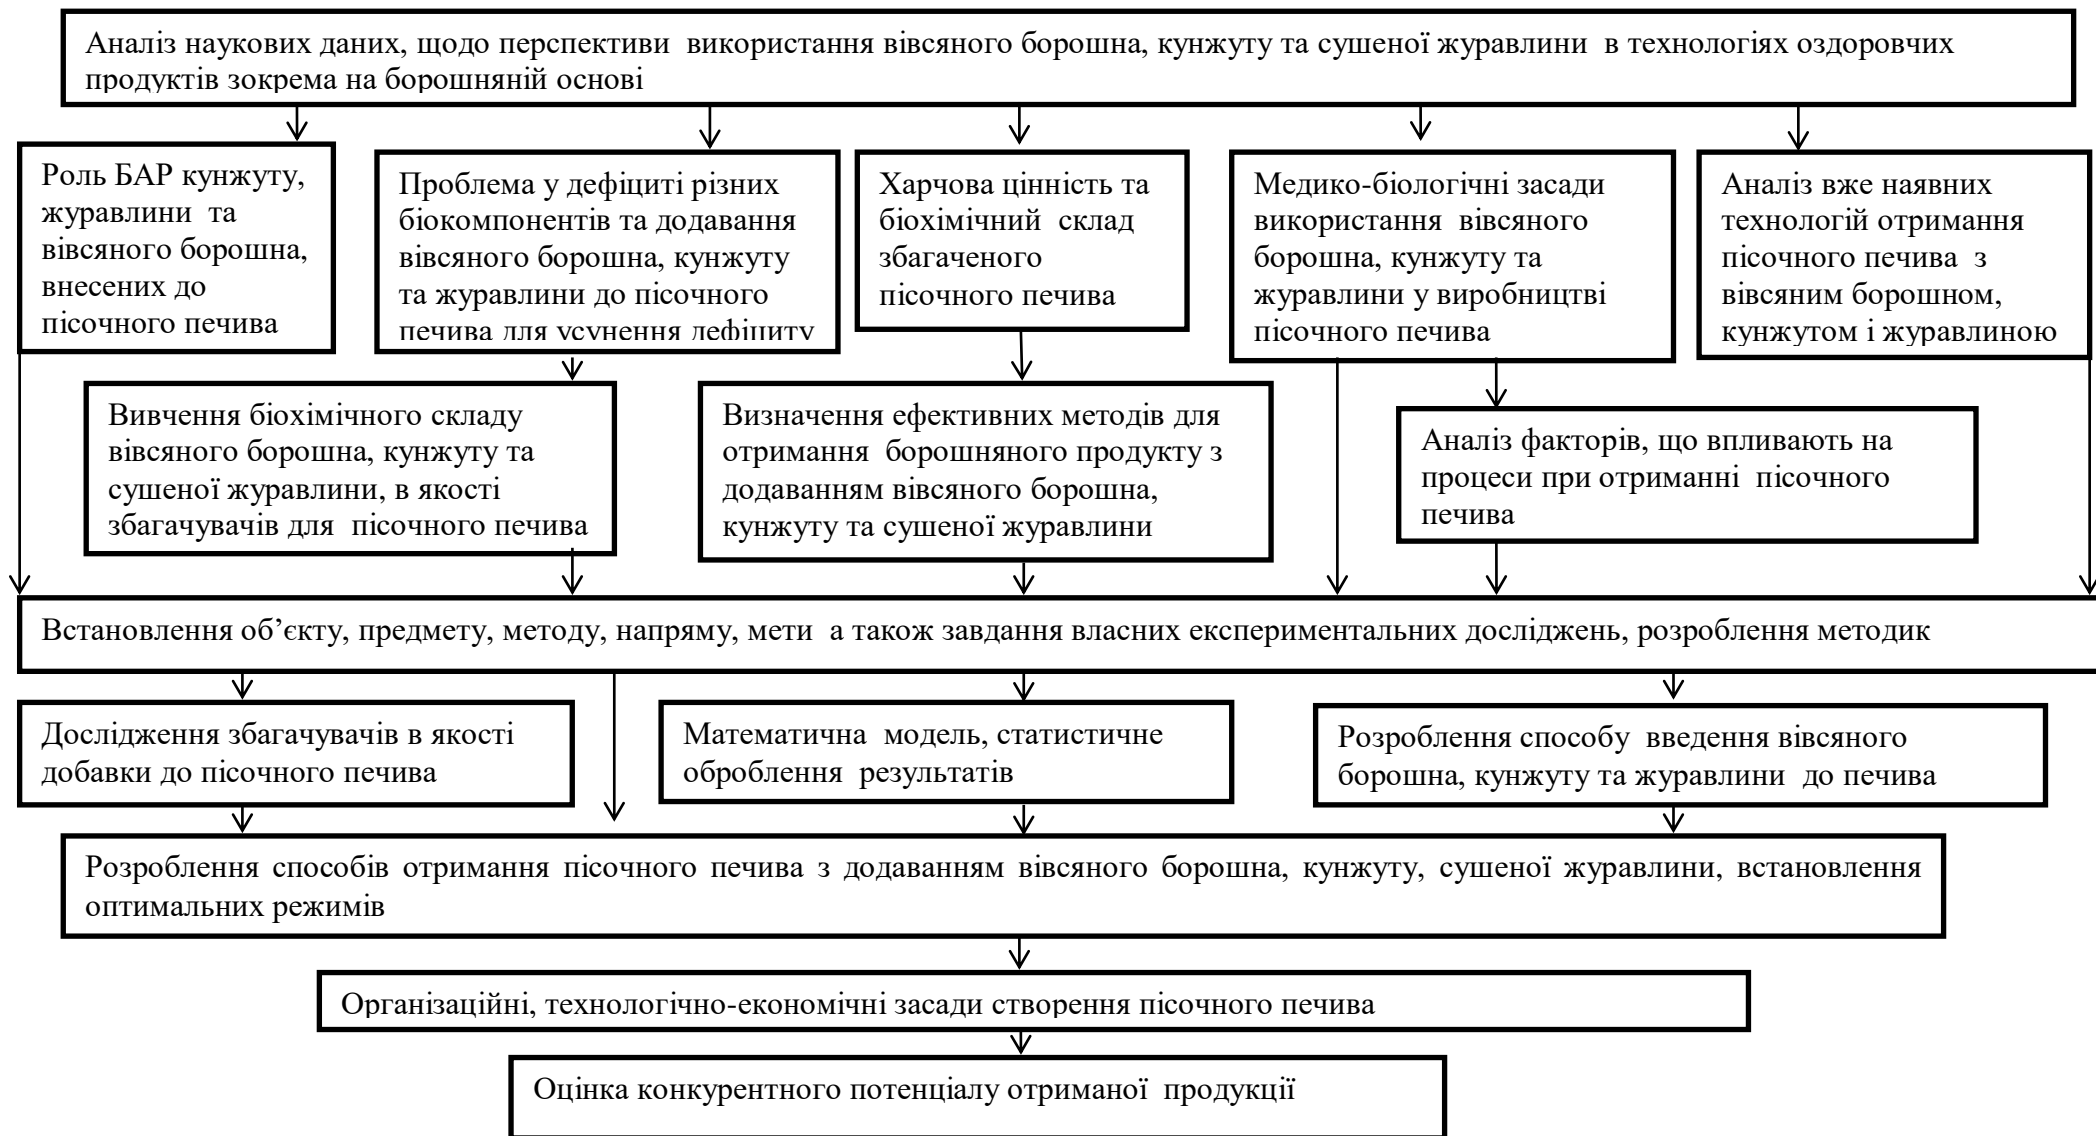 Аналіз наукових даних, щодо перспективи використання вівсяного борошна, кунжуту та сушеної журавлини в технологіях оздоровчих
продуктів зокрема на борошняній основі
Роль БАР кунжуту,
журавлини та
вівсяного борошна,
внесених до
пісочного печива
Проблема у дефіциті різних
біокомпонентів та додавання
вівсяного борошна, кунжуту
та журавлини до пісочного
печива для усунення дефіциту
Харчова цінність та
біохімічний склад
збагаченого
пісочного печива
Медико-біологічні засади
використання вівсяного
борошна, кунжуту та
журавлини у виробництві
пісочного печива
Аналіз вже наявних
технологій отримання
пісочного печива з
вівсяним борошном,
кунжутом і журавлиною
Вивчення біохімічного складу
вівсяного борошна, кунжуту та
сушеної журавлини, в якості
збагачувачів для пісочного печива
Визначення ефективних методів для
отримання борошняного продукту з
додаванням вівсяного борошна,
кунжуту та сушеної журавлини
Аналіз факторів, що впливають на
процеси при отриманні пісочного
печива
Встановлення об’єкту, предмету, методу, напряму, мети а також завдання власних експериментальних досліджень, розроблення методик
Дослідження збагачувачів в якості
добавки до пісочного печива
Математична модель, статистичне
оброблення результатів
Розроблення способу введення вівсяного
борошна, кунжуту та журавлини до печива
Розроблення способів отримання пісочного печива з додаванням вівсяного борошна, кунжуту, сушеної журавлини, встановлення
оптимальних режимів
Організаційні, технологічно-економічні засади створення пісочного печива
Оцінка конкурентного потенціалу отриманої продукції